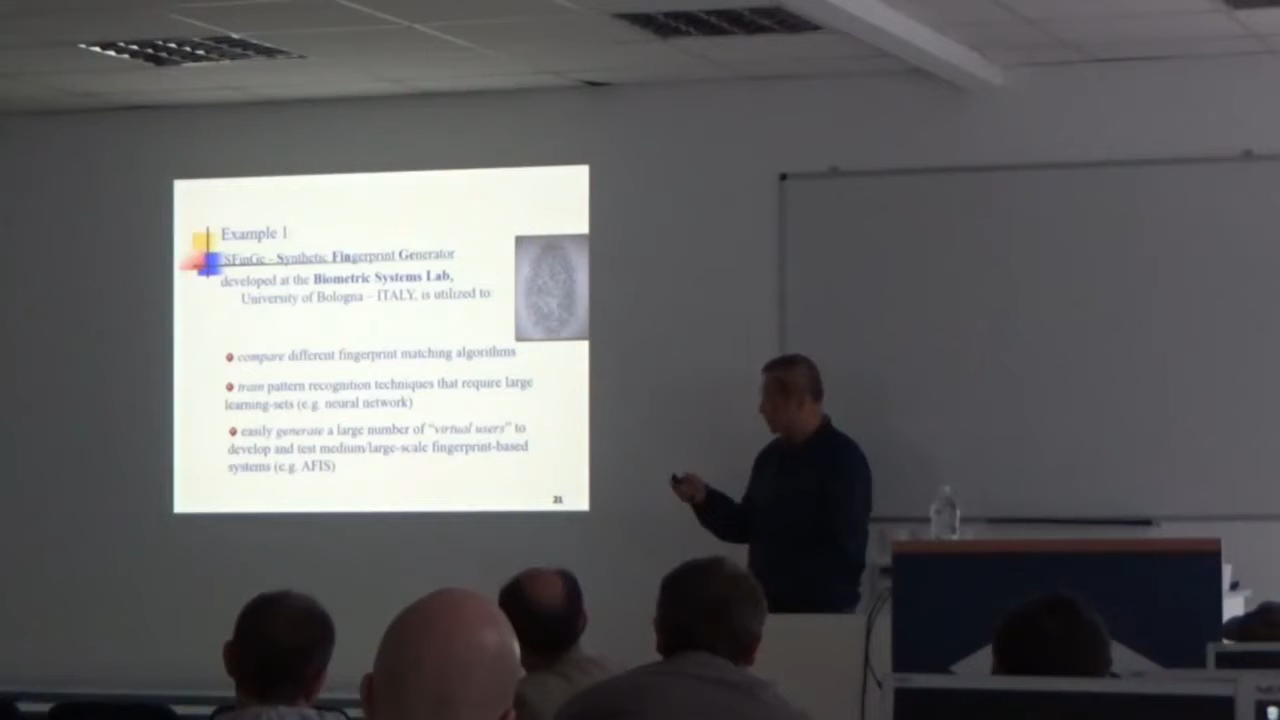 Example 1
SFinGe - Synthetic Fingerprint Generator
developed at the Biometric Systems Lab,
University of Bologna – ITALY, is utilized to:
compare different fingerprint matching algorithms
train pattern recognition techniques that require large
learning-sets (e.g. neural network)
easily generate a large number of “virtual users” to
develop and test medium/large-scale fingerprint-based
systems (e.g. AFIS)
21